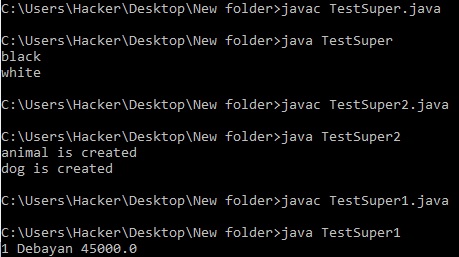 C:\Users\Hacker\Desktop\New folder>javac TestSuper.java
C:\Users\Hacker\Desktop\New folder>java TestSuper
black
white
C:\Users\Hacker\Desktop\New folder>javac TestSuper2.java
C:\Users\Hacker\Desktop\New folder>java TestSuper2
animal is created
dog is created
C:\Users\Hacker\Desktop\New folder>javac TestSuper1.java
C:\Users\Hacker\Desktop\New folder>java TestSuper1
1 Debayan 45000.0